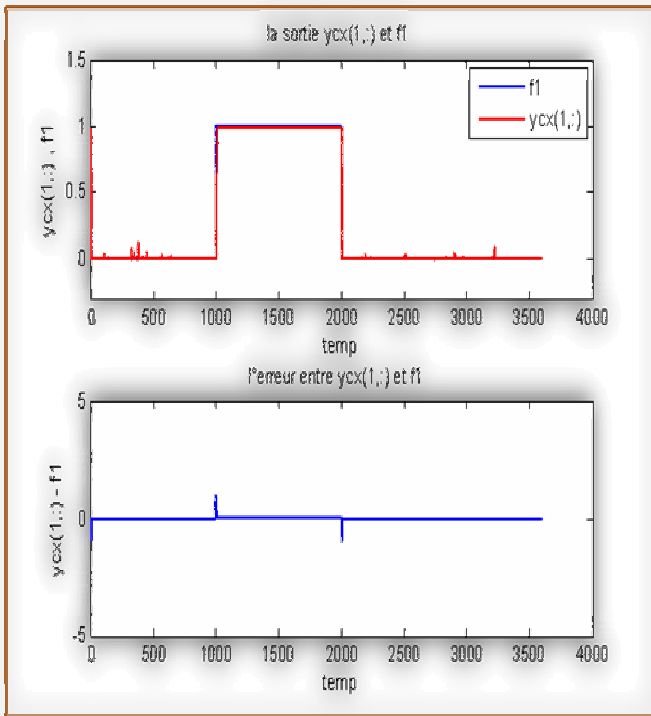 la sortie ycx(1,:) et f1
1.5
1
0.5
0
ycx(1,:) , f1
f1
ycx(1,:)
0 500 1000 1500 2000 2500 3000 3500 4000
temp
l'erreur entre ycx(1,:) et f1
5
0
-5
ycx(1,:) - f1
0 500 1000 1500 2000 2500 3000 3500 4000
temp